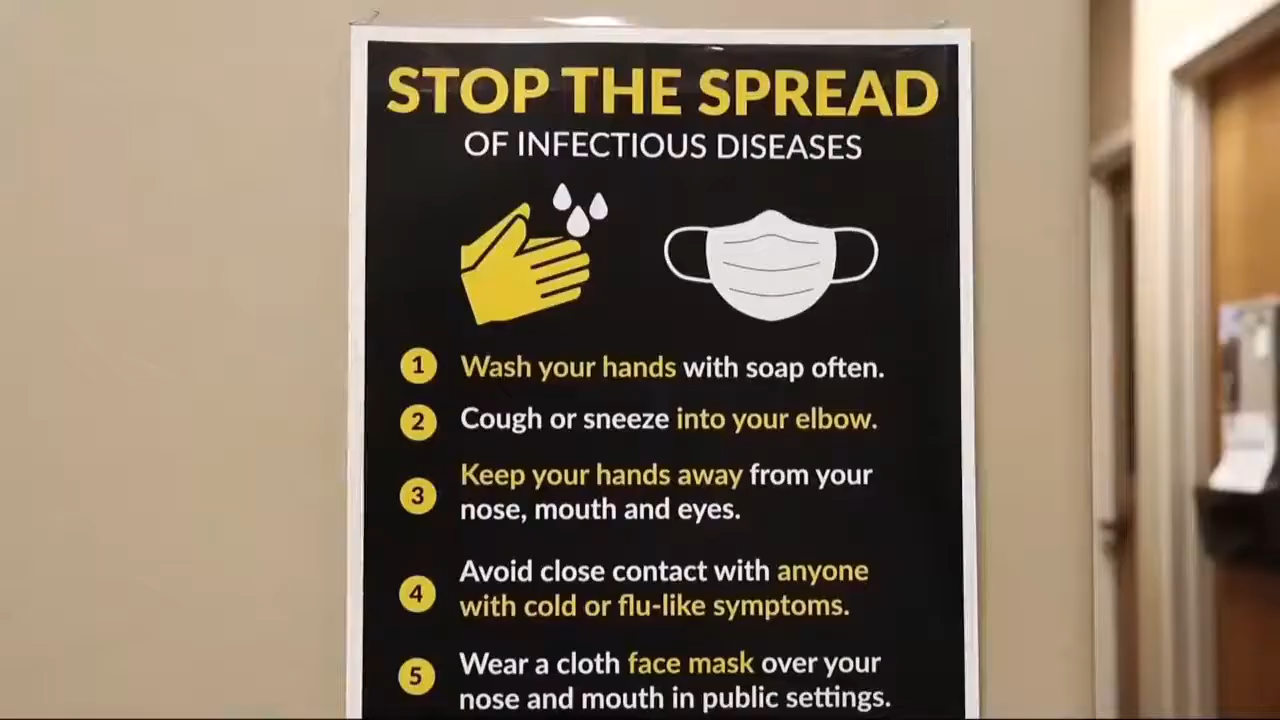 STOP THE SPREAD
OF INFECTIOUS DISEASES
1 Wash your hands with soap often.
2 Cough or sneeze into your elbow.
3 Keep your hands away from your
nose, mouth and eyes.
4 Avoid close contact with anyone
with cold or flu-like symptoms.
5 Wear a cloth face mask over your
nose and mouth in public settings.